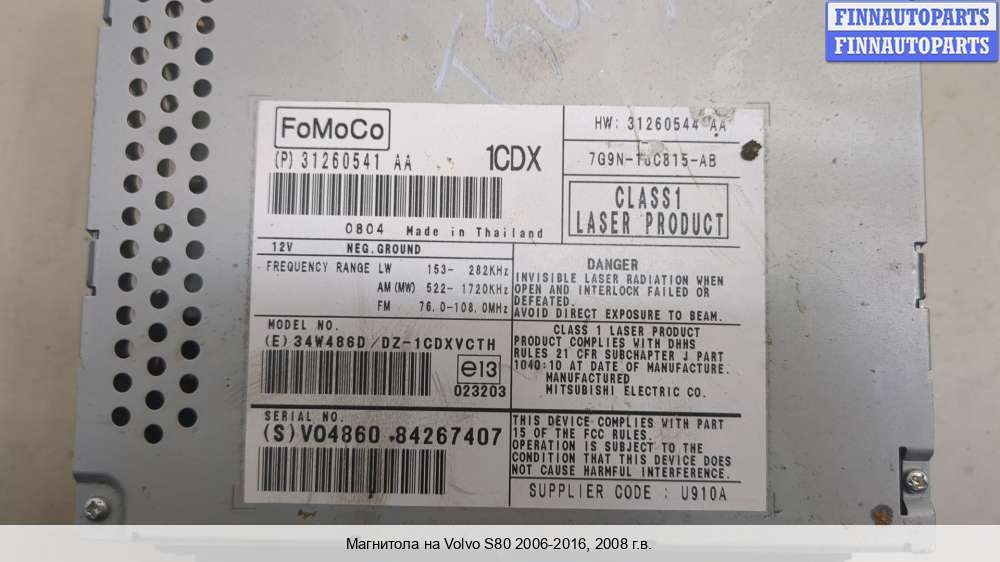 FINNAUTOPARTS
FINNAUTOPARTS
FoMoCo
(P) 31260541 AA
1CDX
0804 Made in Thailand
HW: 31260544 AA
7G9N-18C815-AB
CLASS1
LASER PRODUCT
12V NEG.GROUND
FREQUENCY RANGE LW 153- 282KHz
AM(MW) 522- 1720KHz
FM 76.0-108.0MHz
DANGER
INVISIBLE LASER RADIATION WHEN
OPEN AND INTERLOCK FAILED OR
DEFEATED.
AVOID DIRECT EXPOSURE TO BEAM.
MODEL NO.
(E) 34W486D/DZ-1CDXVCTH
e13
023203
CLASS 1 LASER PRODUCT
PRODUCT COMPLIES WITH DHHS
RULES 21 CFR SUBCHAPTER J PART
1040:10 AT DATE OF MANUFACTURE.
MANUFACTURED
MITSUBISHI ELECTRIC CO.
SERIAL NO.
(S)V04860 84267407
THIS DEVICE COMPLIES WITH PART
15 OF THE FCC RULES.
OPERATION IS SUBJECT TO THE
CONDITION THAT THIS DEVICE DOES
NOT CAUSE HARMFUL INTERFERENCE.
SUPPLIER CODE : U910A
Магнитола на Volvo S80 2006-2016, 2008 г.в.